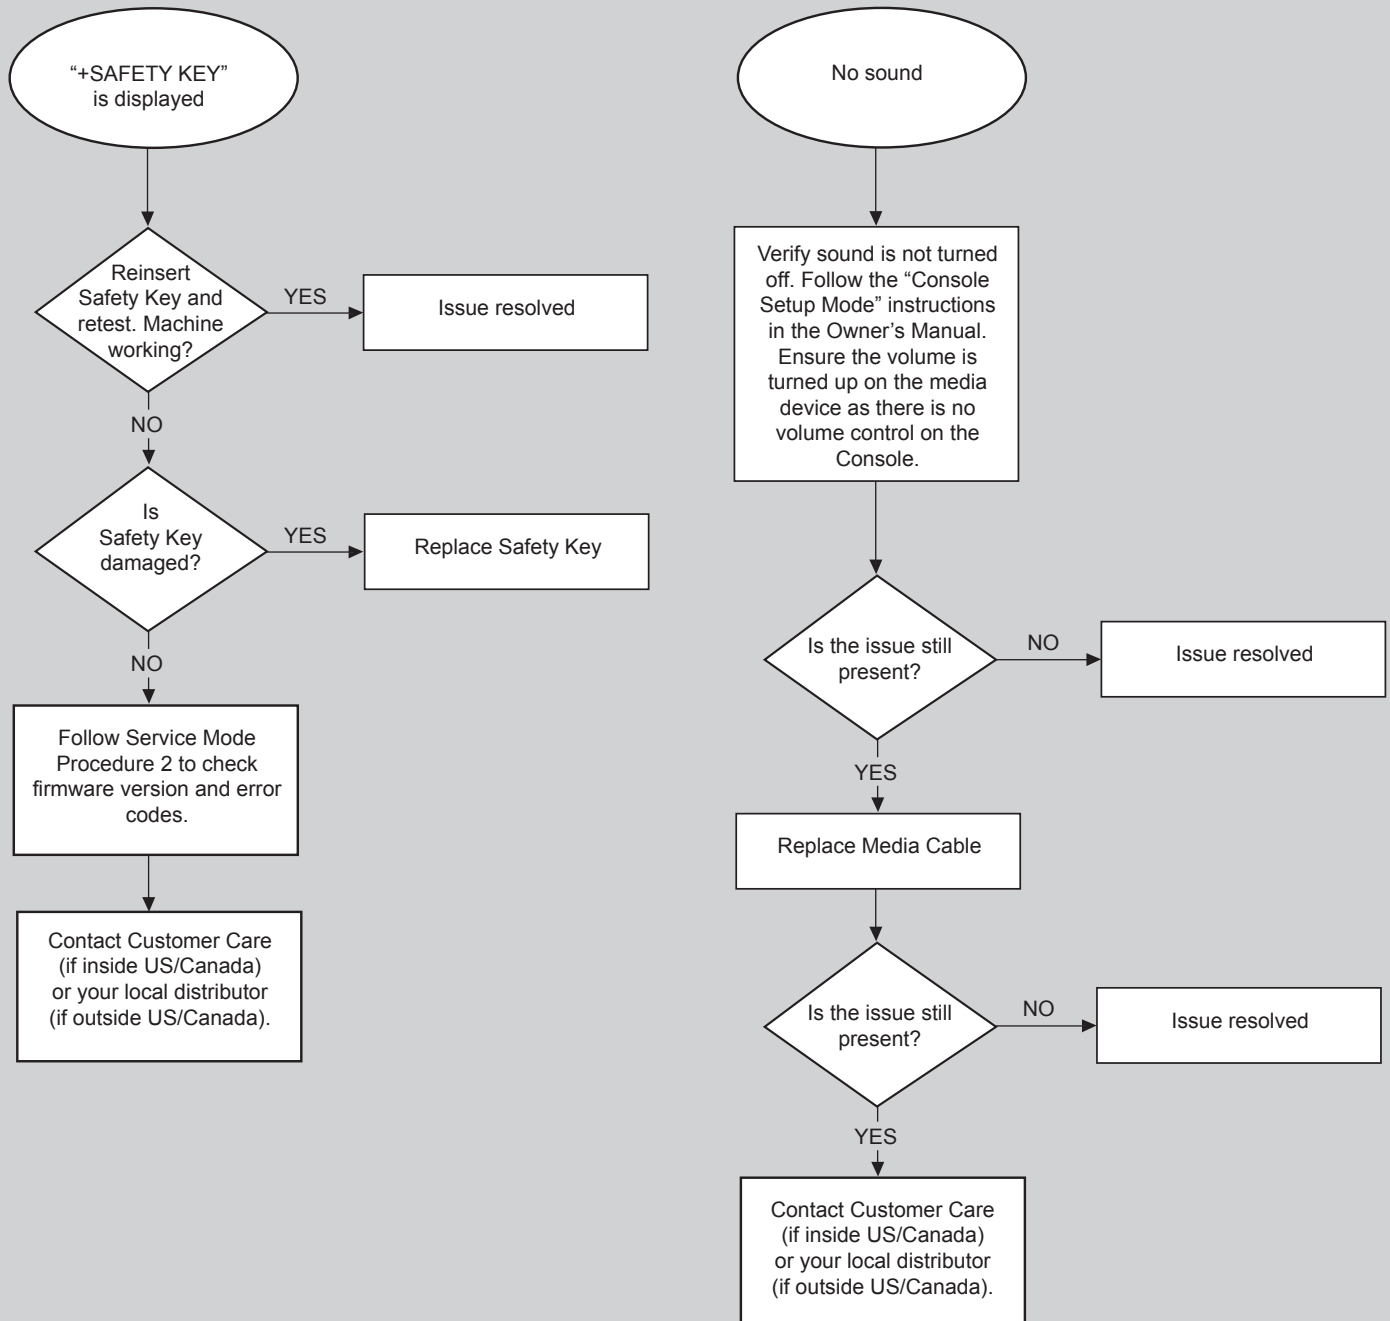 “+SAFETY KEY”
is displayed
Reinsert
Safety Key and
retest. Machine
working?
YES
Issue resolved
NO
Is
Safety Key
damaged?
YES
Replace Safety Key
NO
Follow Service Mode
Procedure 2 to check
firmware version and error
codes.
Contact Customer Care
(if inside US/Canada)
or your local distributor
(if outside US/Canada).
No sound
Verify sound is not turned
off. Follow the “Console
Setup Mode” instructions
in the Owner’s Manual.
Ensure the volume is
turned up on the media
device as there is no
volume control on the
Console.
Is the issue still
present?
NO
Issue resolved
YES
Replace Media Cable
Is the issue still
present?
NO
Issue resolved
YES
Contact Customer Care
(if inside US/Canada)
or your local distributor
(if outside US/Canada).